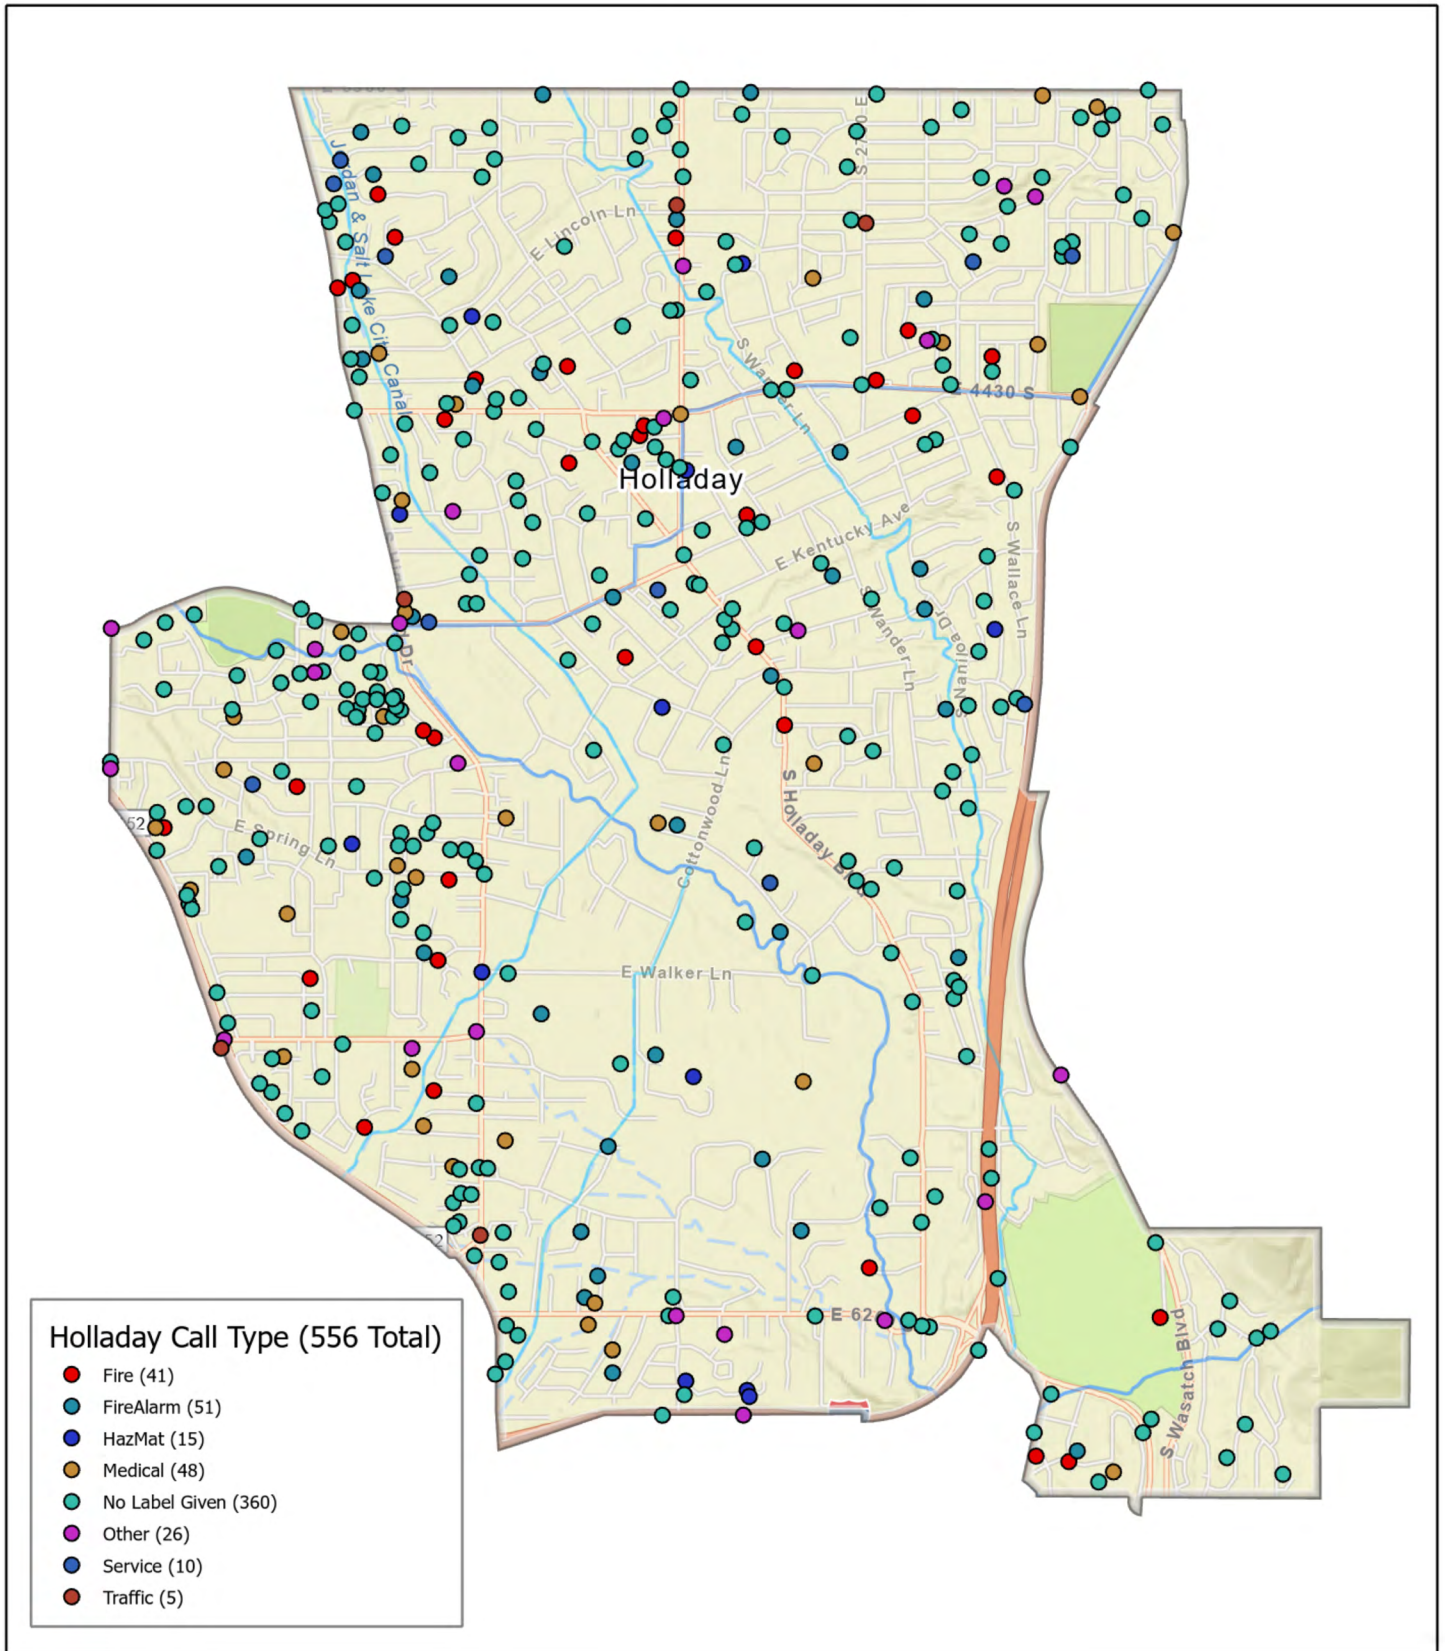 S 2700 E
Jordan & Salt Lake City Canal
E Lincoln Ln
S Wander Ln
E 4430 S
Holladay
E Kentucky Ave
S Wallace Ln
S Wander Ln
S Naniloa Dr
Dr
S Holladay Blvd
Cottonwood Ln
E Spring Ln
E Walker Ln
E 62
S Wasatch Blvd
Holladay Call Type (556 Total)
Fire (41)
FireAlarm (51)
HazMat (15)
Medical (48)
No Label Given (360)
Other (26)
Service (10)
Traffic (5)